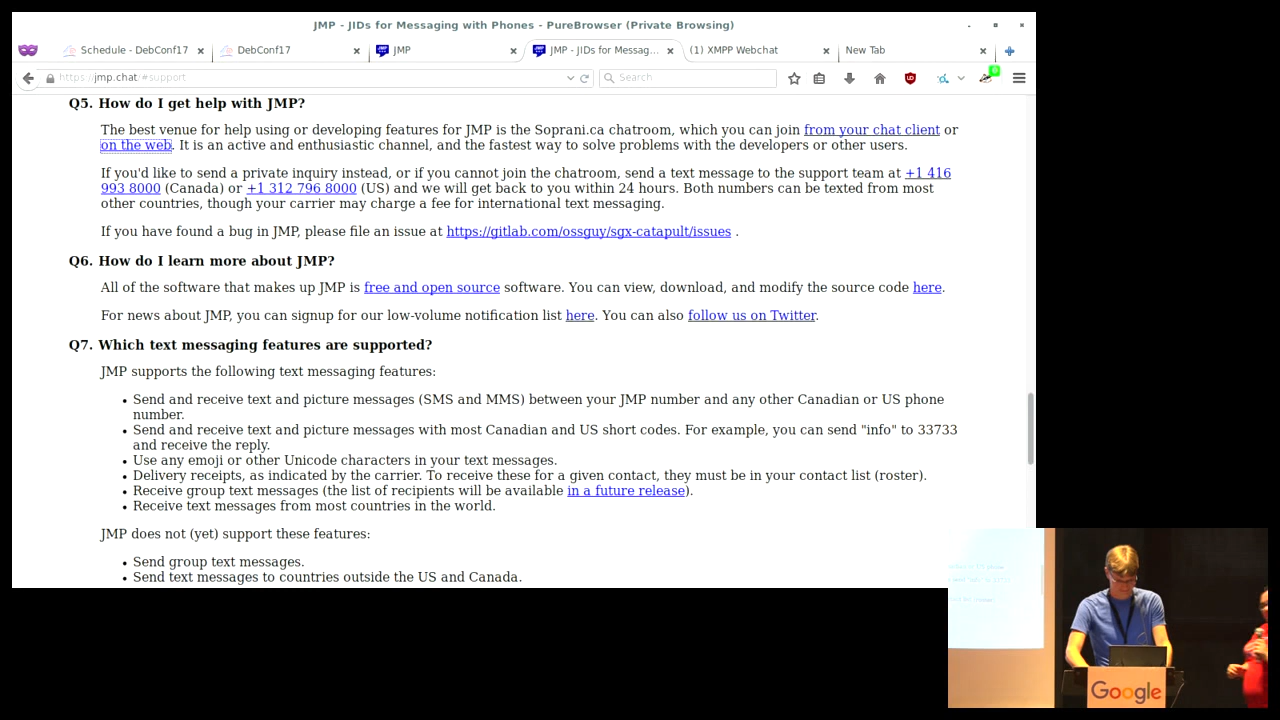 JMP - JIDs for Messaging with Phones - PureBrowser (Private Browsing)
Schedule - DebConf17
DebConf17
JMP
JMP - JIDs for Messag...
(1) XMPP Webchat
New Tab
https://jmp.chat/#support
Search
0
Q5. How do I get help with JMP?
The best venue for help using or developing features for JMP is the Soprani.ca chatroom, which you can join from your chat client or
on the web. It is an active and enthusiastic channel, and the fastest way to solve problems with the developers or other users.
If you'd like to send a private inquiry instead, or if you cannot join the chatroom, send a text message to the support team at +1 416
993 8000 (Canada) or +1 312 796 8000 (US) and we will get back to you within 24 hours. Both numbers can be texted from most
other countries, though your carrier may charge a fee for international text messaging.
If you have found a bug in JMP, please file an issue at https://gitlab.com/ossguy/sgx-catapult/issues .
Q6. How do I learn more about JMP?
All of the software that makes up JMP is free and open source software. You can view, download, and modify the source code here.
For news about JMP, you can signup for our low-volume notification list here. You can also follow us on Twitter.
Q7. Which text messaging features are supported?
JMP supports the following text messaging features:
• Send and receive text and picture messages (SMS and MMS) between your JMP number and any other Canadian or US phone
number.
• Send and receive text and picture messages with most Canadian and US short codes. For example, you can send "info" to 33733
and receive the reply.
• Use any emoji or other Unicode characters in your text messages.
• Delivery receipts, as indicated by the carrier. To receive these for a given contact, they must be in your contact list (roster).
• Receive group text messages (the list of recipients will be available in a future release).
• Receive text messages from most countries in the world.
JMP does not (yet) support these features:
• Send group text messages.
• Send text messages to countries outside the US and Canada.
Google